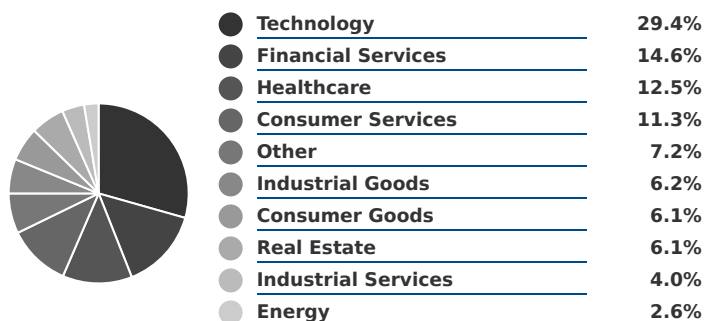 Technology 29.4%
Financial Services 14.6%
Healthcare 12.5%
Consumer Services 11.3%
Other 7.2%
Industrial Goods 6.2%
Consumer Goods 6.1%
Real Estate 6.1%
Industrial Services 4.0%
Energy 2.6%